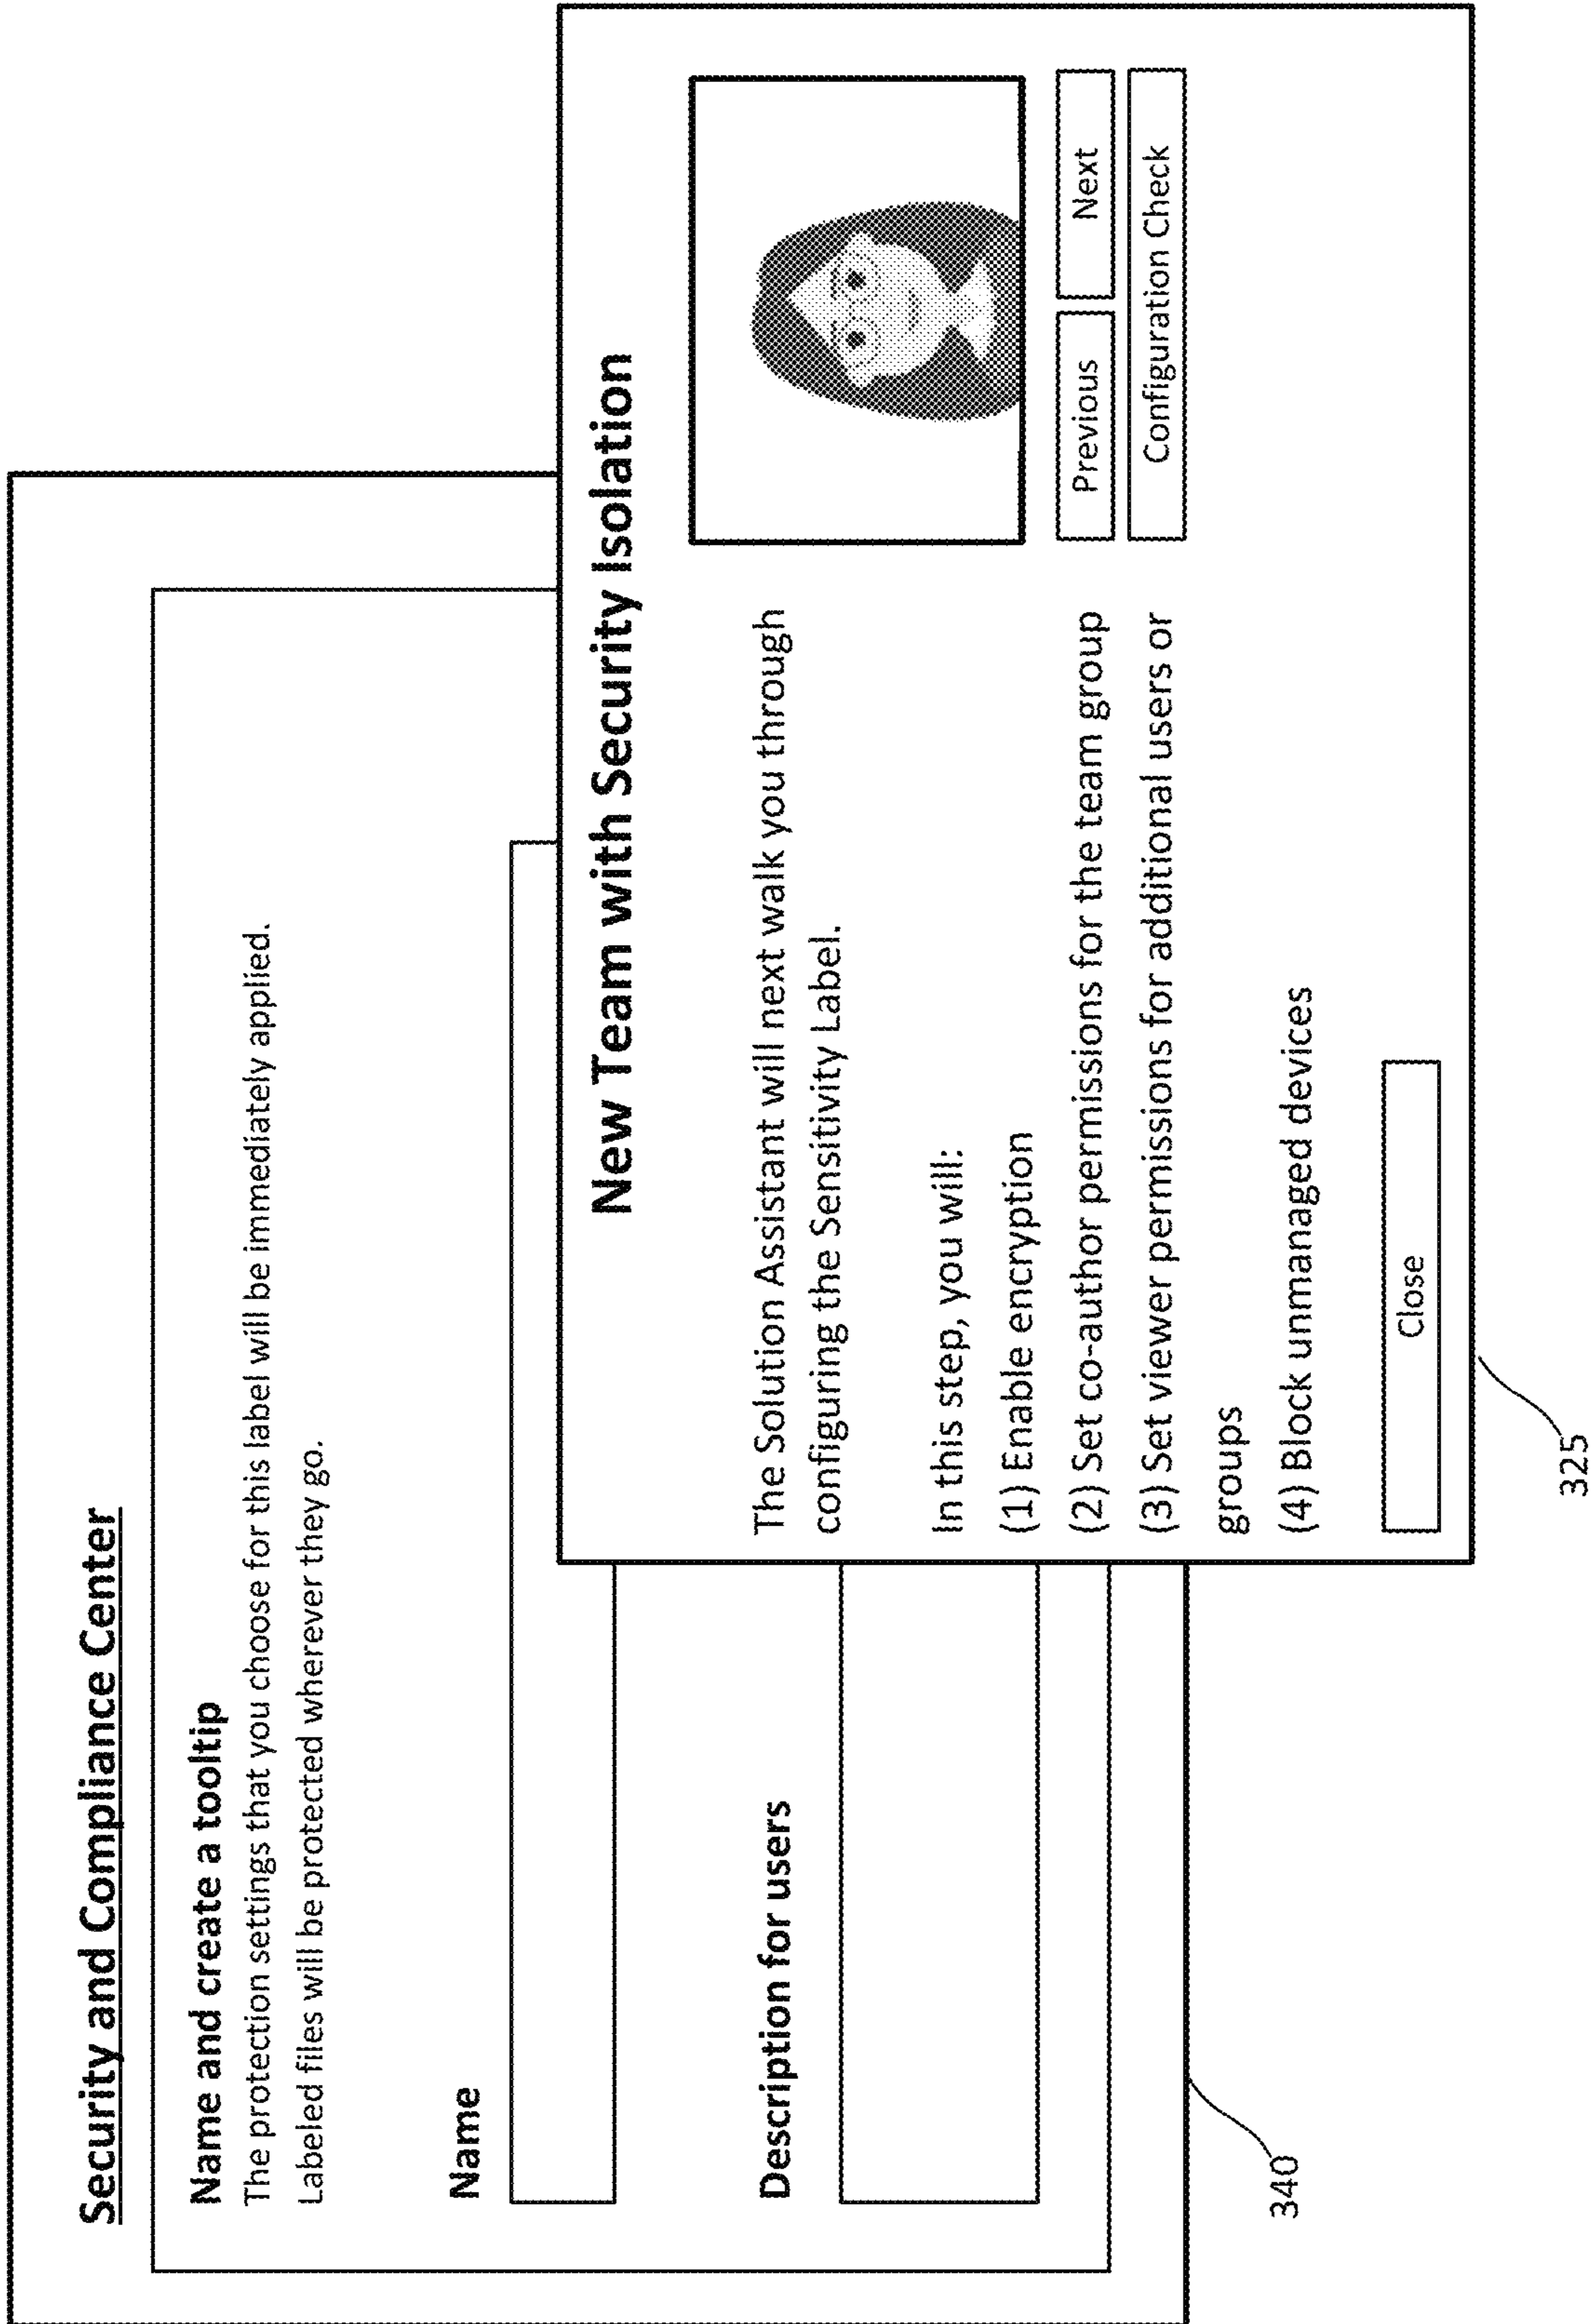 Security and Compliance Center
Name and create a tooltip
The protection settings that you choose for this label will be immediately applied.
Labeled files will be protected wherever they go.
Name
Description for users
340
New Team with Security Isolation
The Solution Assistant will next walk you through
configuring the Sensitivity Label.
In this step, you will:
(1) Enable encryption
(2) Set co-author permissions for the team group
(3) Set viewer permissions for additional users or
groups
(4) Block unmanaged devices
Close
Previous
Next
Configuration Check
325